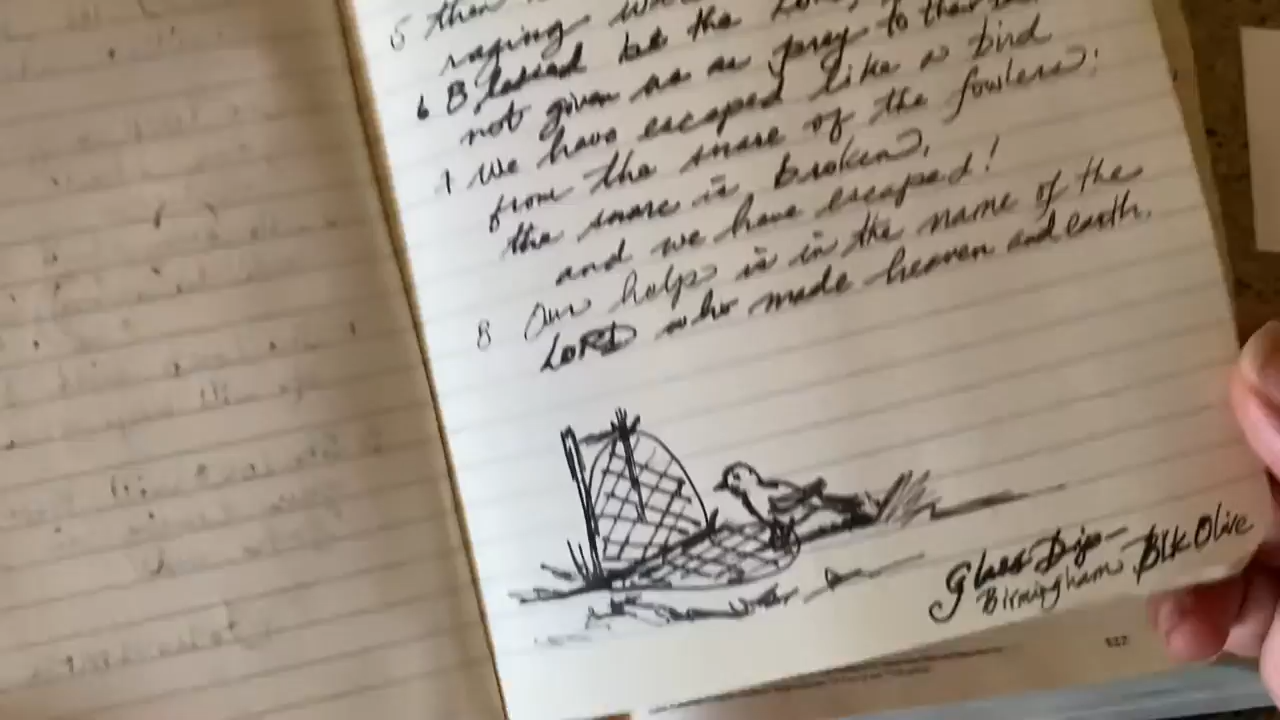 5 then
raging
6 Blessed be the Lord,
not given us as prey to their
7 We have escaped like a bird
from the snare of the fowlers:
the snare is broken,
and we have escaped!
8 Our help is in the name of the
LORD who made heaven and earth.
Glass Dip-
Birmingham Blk Olive